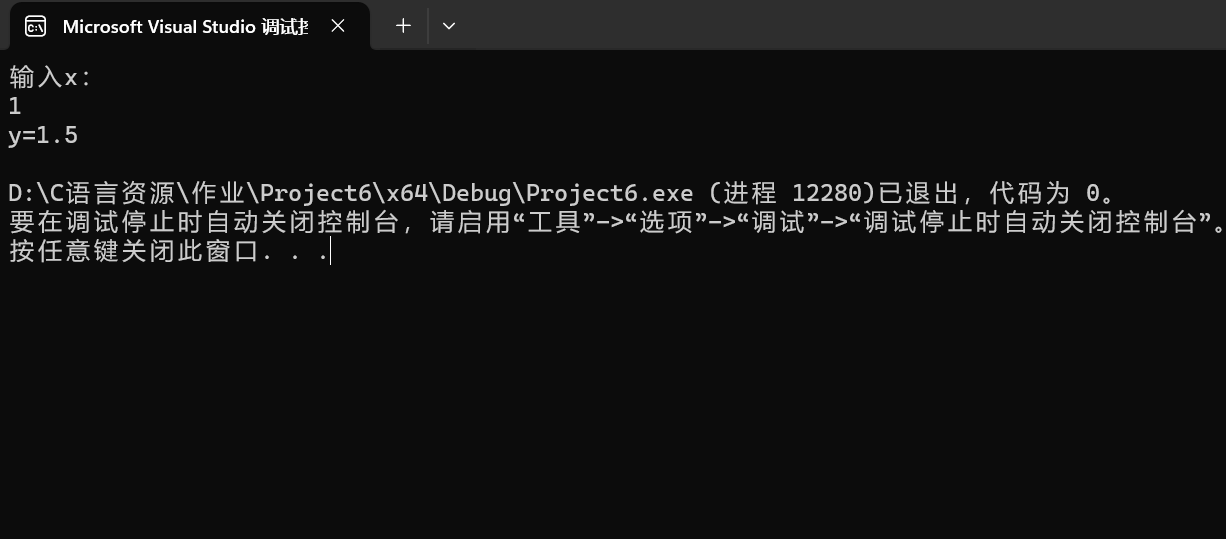 Microsoft Visual Studio 调试
输入x:
1
y=1.5
D:\C语言资源\作业\Project6\x64\Debug\Project6.exe (进程 12280)已退出，代码为 0。
要在调试停止时自动关闭控制台，请启用“工具”->“选项”->“调试”->“调试停止时自动关闭控制台”。
按任意键关闭此窗口. . .